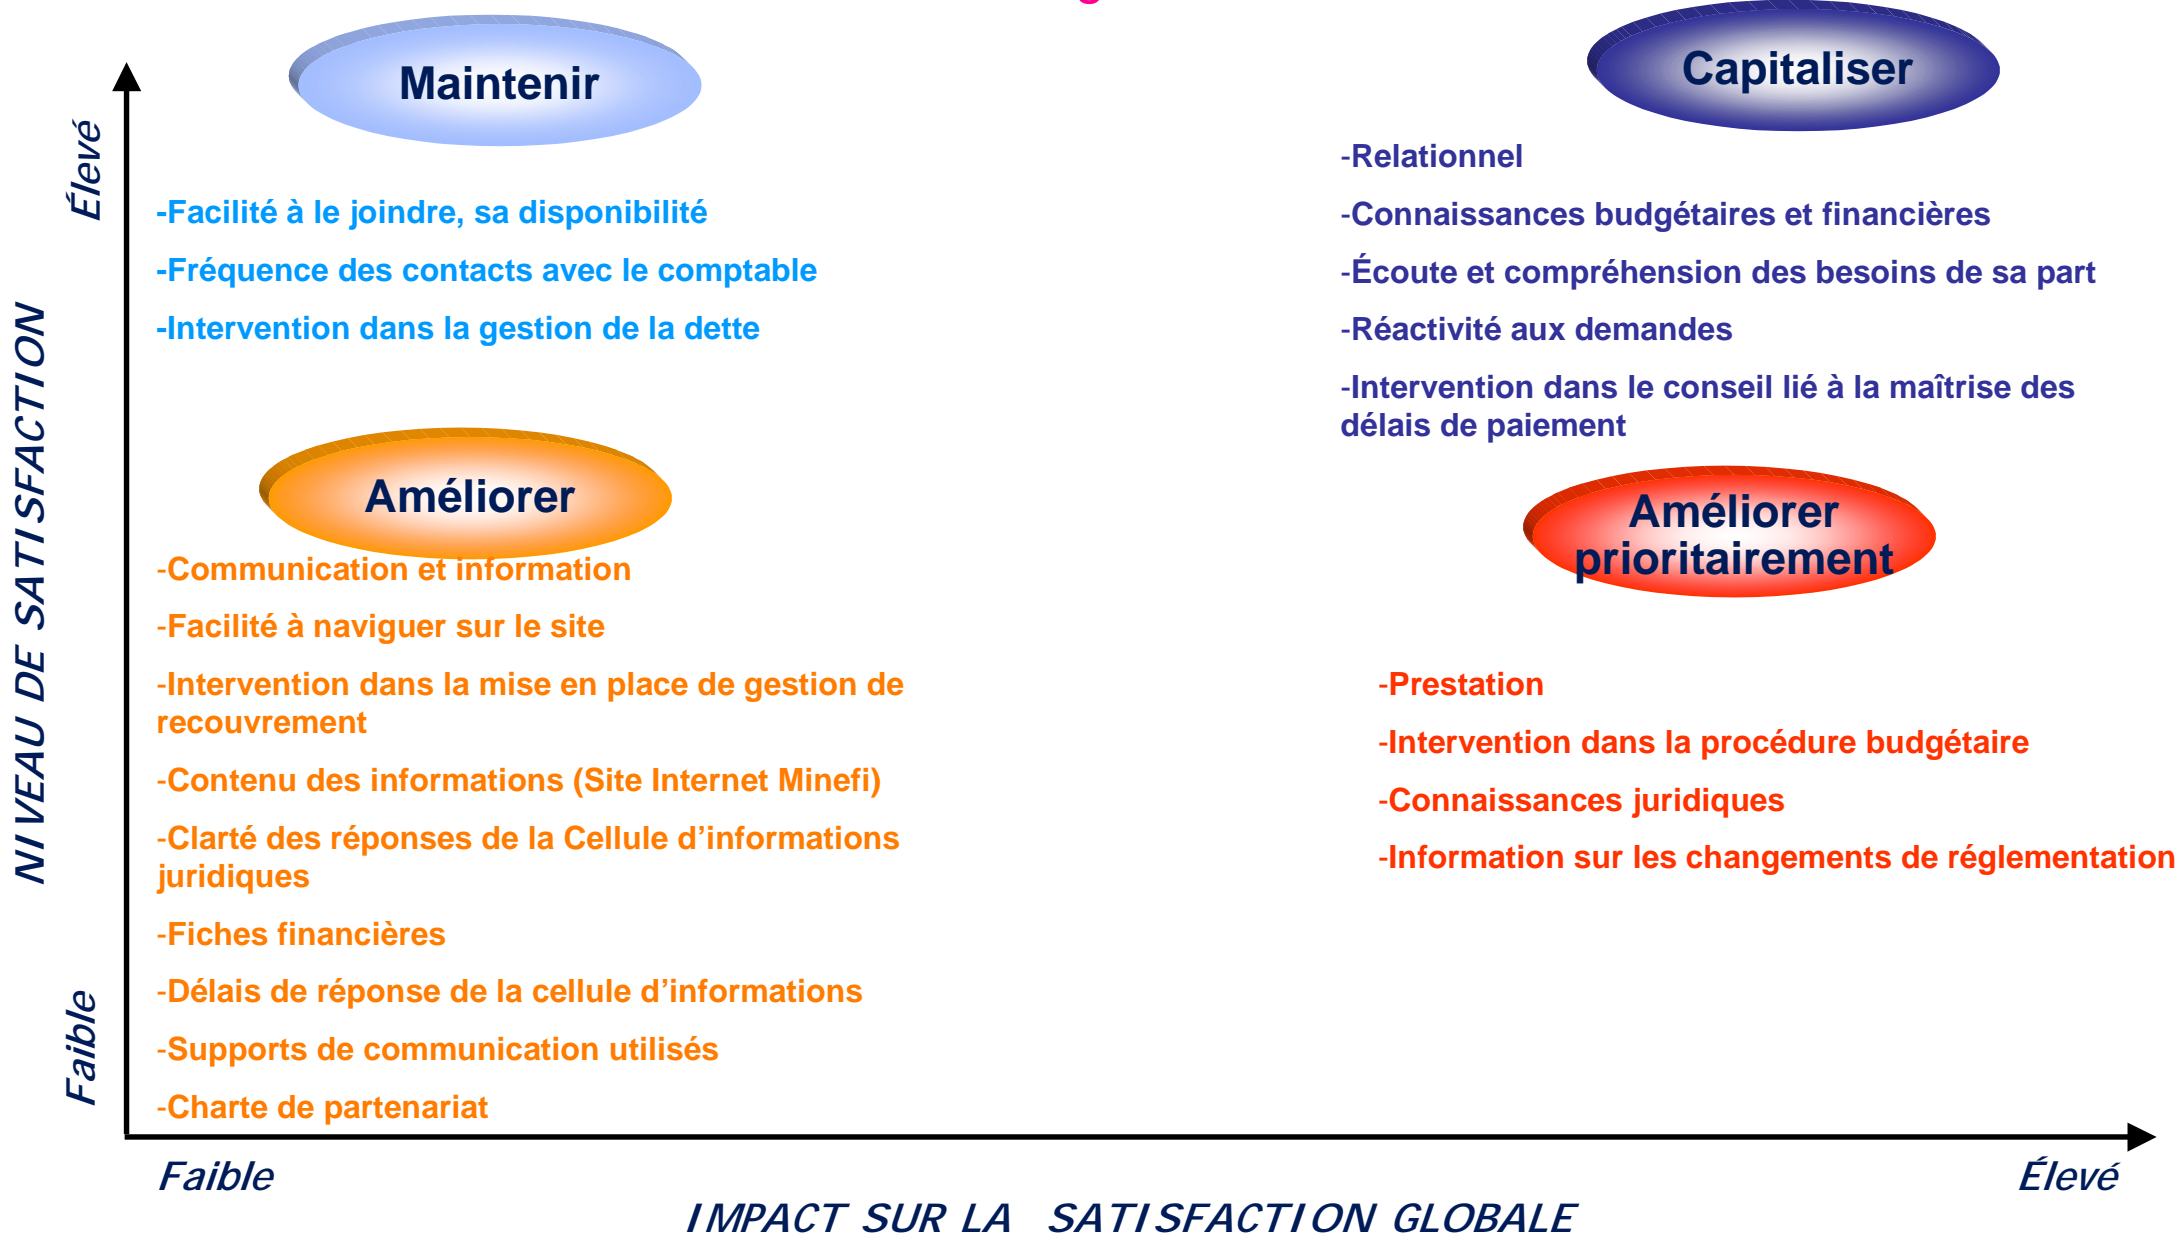 Maintenir
-Facilité à le joindre, sa disponibilité
-Fréquence des contacts avec le comptable
-Intervention dans la gestion de la dette
Capitaliser
-Relationnel
-Connaissances budgétaires et financières
-Écoute et compréhension des besoins de sa part
-Réactivité aux demandes
-Intervention dans le conseil lié à la maîtrise des
délais de paiement
Améliorer
-Communication et information
-Facilité à naviguer sur le site
-Intervention dans la mise en place de gestion de
recouvrement
-Contenu des informations (Site Internet Minefi)
-Clarté des réponses de la Cellule d’informations
juridiques
-Fiches financières
-Délais de réponse de la cellule d’informations
-Supports de communication utilisés
-Charte de partenariat
Améliorer
prioritairement
-Prestation
-Intervention dans la procédure budgétaire
-Connaissances juridiques
-Information sur les changements de réglementation
Élevé
NIVEAU DE SATISFACTION
Faible
Faible
Élevé
IMPACT SUR LA SATISFACTION GLOBALE